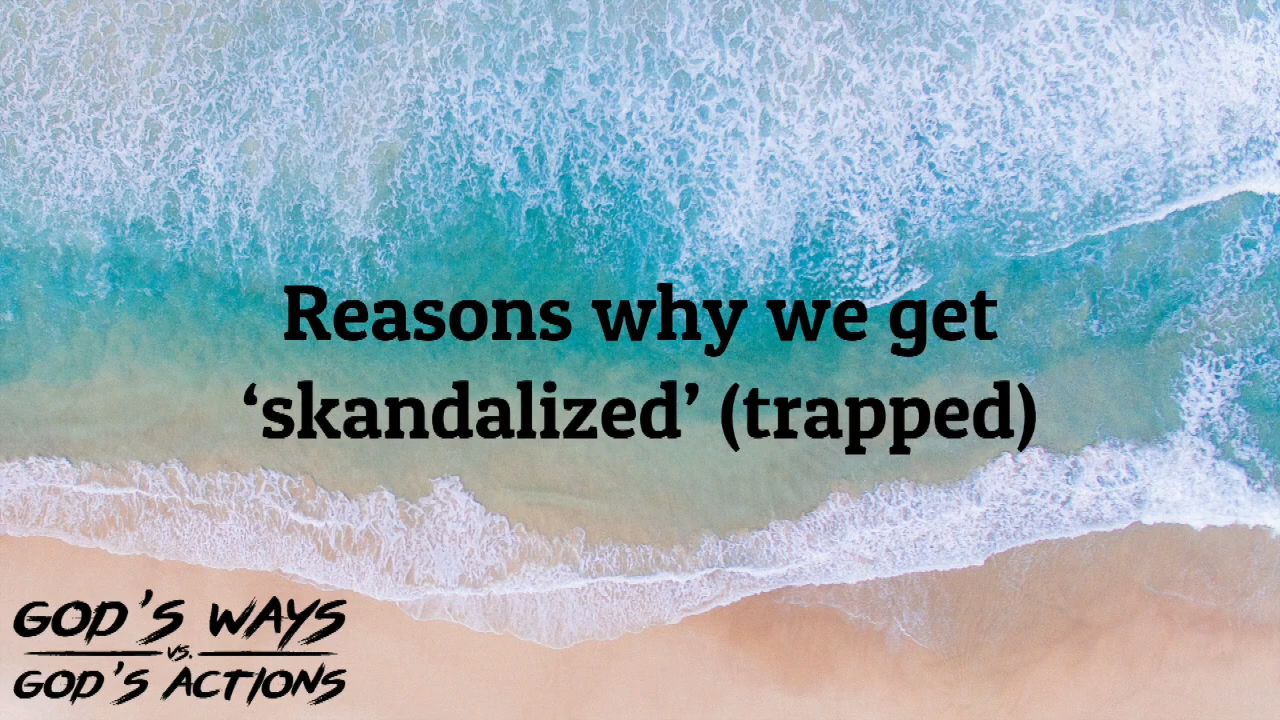 Reasons why we get
‘skandalized’ (trapped)
GOD'S WAYS
VS.
GOD'S ACTIONS